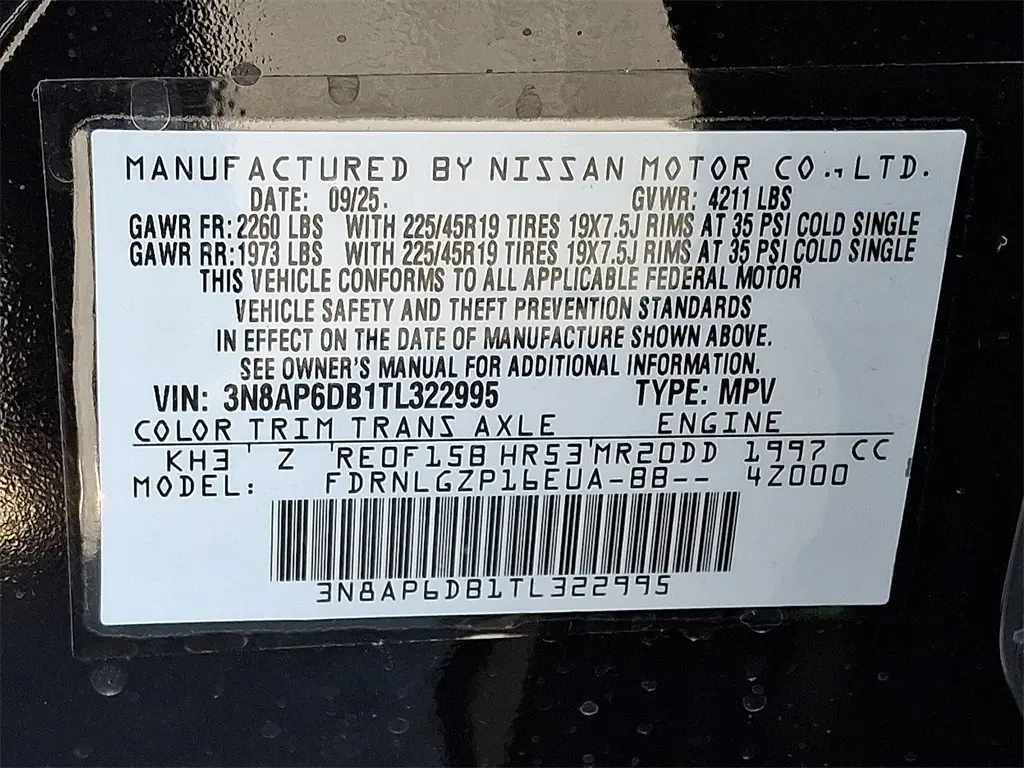 MANUFACTURED BY NISSAN MOTOR CO., LTD.
DATE: 09/25. GVWR: 4211 LBS
GAWR FR: 2260 LBS WITH 225/45R19 TIRES 19X7.5J RIMS AT 35 PSI COLD SINGLE
GAWR RR: 1973 LBS WITH 225/45R19 TIRES 19X7.5J RIMS AT 35 PSI COLD SINGLE
THIS VEHICLE CONFORMS TO ALL APPLICABLE FEDERAL MOTOR
VEHICLE SAFETY AND THEFT PREVENTION STANDARDS
IN EFFECT ON THE DATE OF MANUFACTURE SHOWN ABOVE.
SEE OWNER'S MANUAL FOR ADDITIONAL INFORMATION.
VIN: 3N8AP6DB1TL322995 TYPE: MPV
COLOR TRIM TRANS AXLE ENGINE
KH3 ' Z 'RE0F15B HR53'MR20DD 1997 CC
MODEL: FDRNLGZP16EUA-BB-- 4Z000
3N8AP6DB1TL322995